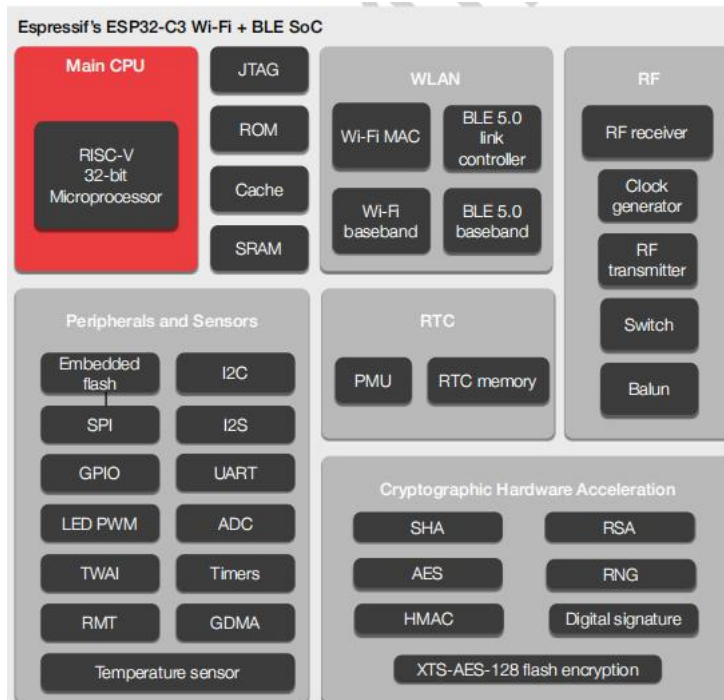 Espressif's ESP32-C3 Wi-Fi + BLE SoC
Main CPU
RISC-V
32-bit
Microprocessor
JTAG
ROM
Cache
SRAM
WLAN
Wi-Fi MAC
BLE 5.0
link
controller
Wi-Fi
baseband
BLE 5.0
baseband
RF
RF receiver
Clock
generator
RF
transmitter
Switch
Balun
Peripherals and Sensors
Embedded
flash
I2C
SPI
I2S
GPIO
UART
LED PWM
ADC
TWAI
Timers
RMT
GDMA
Temperature sensor
RTC
PMU
RTC memory
Cryptographic Hardware Acceleration
SHA
RSA
AES
RNG
HMAC
Digital signature
XTS-AES-128 flash encryption